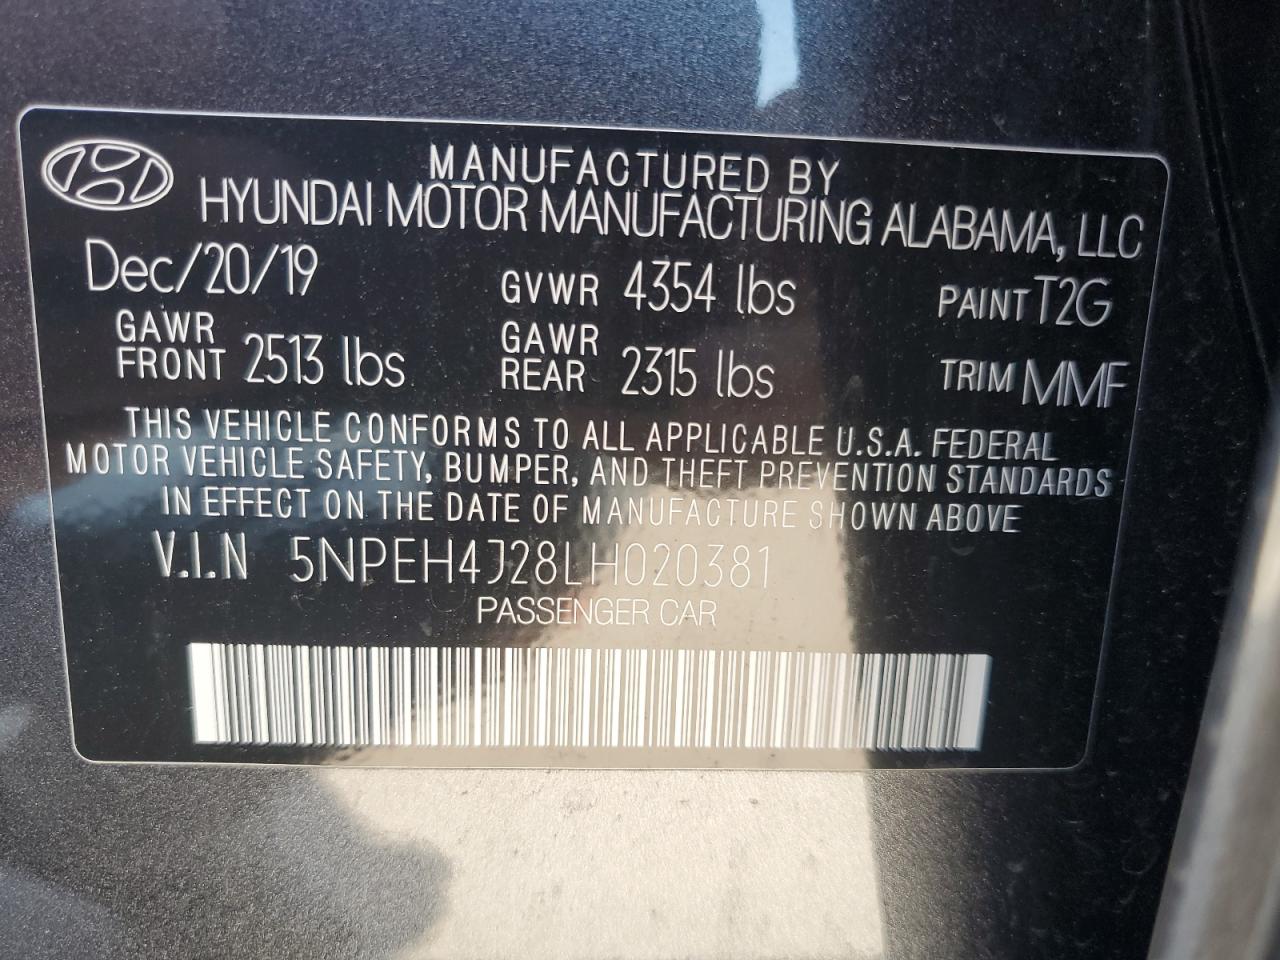 MANUFACTURED BY
HYUNDAI MOTOR MANUFACTURING ALABAMA, LLC
Dec/20/19 GVWR 4354 lbs PAINT T2G
GAWR FRONT 2513 lbs GAWR REAR 2315 lbs TRIM MMF
THIS VEHICLE CONFORMS TO ALL APPLICABLE U.S.A. FEDERAL
MOTOR VEHICLE SAFETY, BUMPER, AND THEFT PREVENTION STANDARDS
IN EFFECT ON THE DATE OF MANUFACTURE SHOWN ABOVE
V.I.N 5NPEH4J28LH020381
PASSENGER CAR